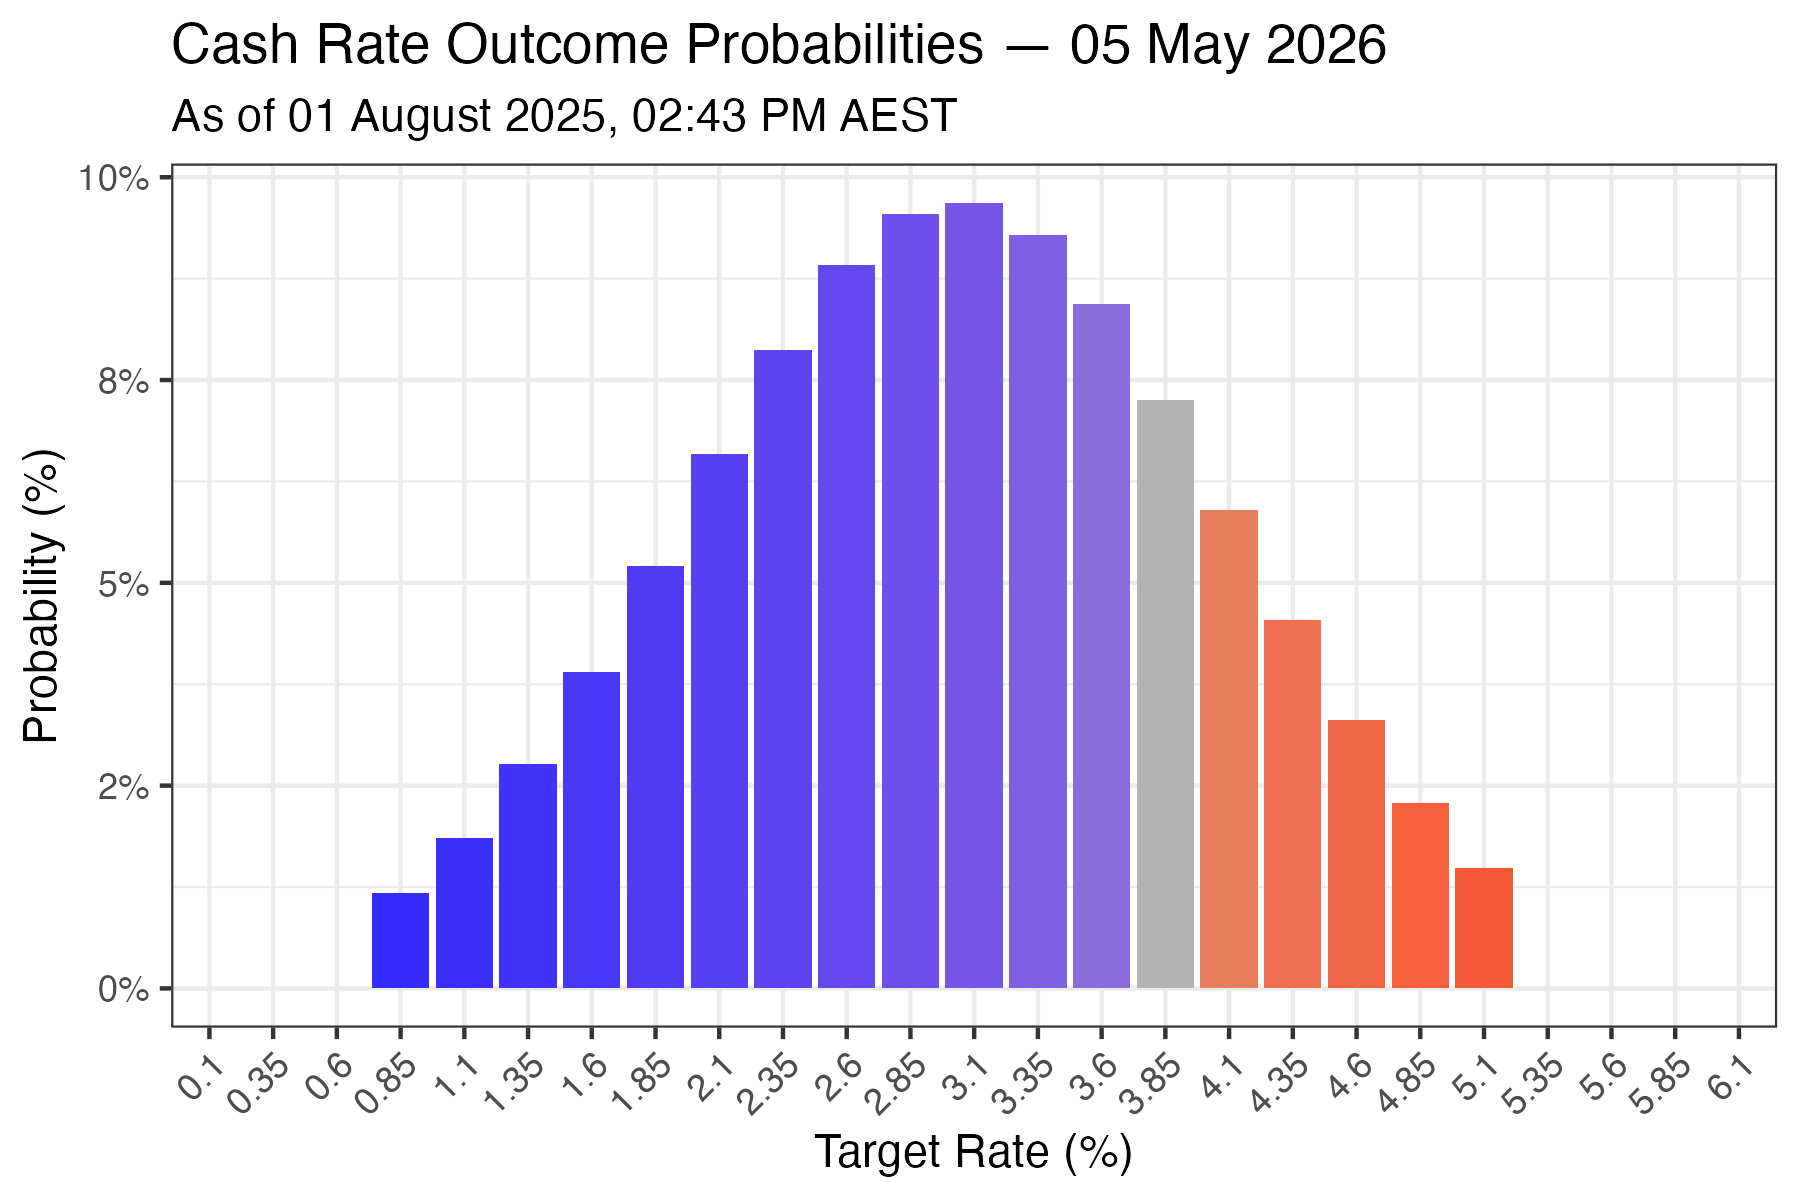 Cash Rate Outcome Probabilities — 05 May 2026
As of 01 August 2025, 02:43 PM AEST
Probability (%)
10%
8%
5%
2%
0%
0.1 0.35 0.6 0.85 1.1 1.35 1.6 1.85 2.1 2.35 2.6 2.85 3.1 3.35 3.6 3.85 4.1 4.35 4.6 4.85 5.1 5.35 5.6 5.85 6.1
Target Rate (%)